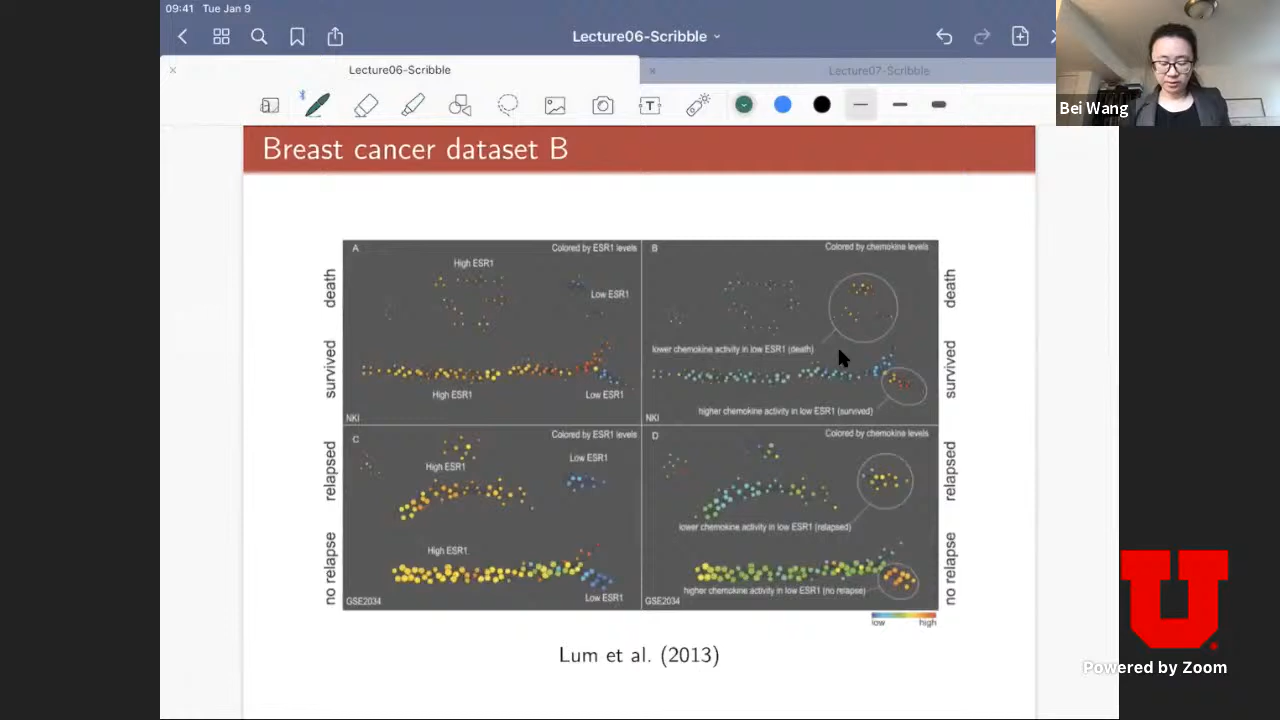 09:41 Tue Jan 9
Lecture06-Scribble
Lecture06-Scribble
Lecture07-Scribble
T
Bei Wang
Breast cancer dataset B
A
Colored by ESR1 levels
High ESR1
Low ESR1
High ESR1
Low ESR1
NKI
B
Colored by chemokine levels
lower chemokine activity in low ESR1 (death)
higher chemokine activity in low ESR1 (survived)
NKI
death
survived
death
survived
C
Colored by ESR1 levels
High ESR1
Low ESR1
High ESR1
Low ESR1
GSE2034
D
Colored by chemokine levels
lower chemokine activity in low ESR1 (relapsed)
higher chemokine activity in low ESR1 (no relapse)
GSE2034
relapsed
no relapse
relapsed
no relapse
low high
Lum et al. (2013)
U
Powered by Zoom